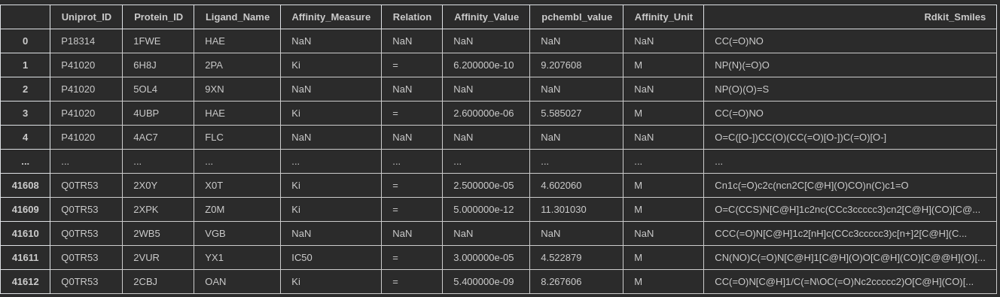 Uniprot_ID Protein_ID Ligand_Name Affinity_Measure Relation Affinity_Value pchembl_value Affinity_Unit Rdkit_Smiles
0 P18314 1FWE HAE NaN NaN NaN NaN NaN CC(=O)NO
1 P41020 6H8J 2PA Ki = 6.200000e-10 9.207608 M NP(N)(=O)O
2 P41020 5OL4 9XN NaN NaN NaN NaN NaN NP(O)(O)=S
3 P41020 4UBP HAE Ki = 2.600000e-06 5.585027 M CC(=O)NO
4 P41020 4AC7 FLC NaN NaN NaN NaN NaN O=C([O-])CC(O)(CC(=O)[O-])C(=O)[O-]
... ... ... ... ... ... ... ... ... ...
41608 Q0TR53 2X0Y X0T Ki = 2.500000e-05 4.602060 M Cn1c(=O)c2c(ncn2C[C@H](O)CO)n(C)c1=O
41609 Q0TR53 2XPK Z0M Ki = 5.000000e-12 11.301030 M O=C(CCS)N[C@H]1c2nc(CCc3ccccc3)cn2[C@H](CO)[C@...
41610 Q0TR53 2WB5 VGB NaN NaN NaN NaN NaN CCC(=O)N[C@H]1c2[nH]c(CCc3ccccc3)c[n+]2[C@H](C...
41611 Q0TR53 2VUR YX1 IC50 = 3.000000e-05 4.522879 M CN(NO)C(=O)N[C@H]1[C@H](O)O[C@H](CO)[C@@H](O)[...
41612 Q0TR53 2CBJ OAN Ki = 5.400000e-09 8.267606 M CC(=O)N[C@H]1/C(=N\OC(=O)Nc2ccccc2)O[C@H](CO)[...